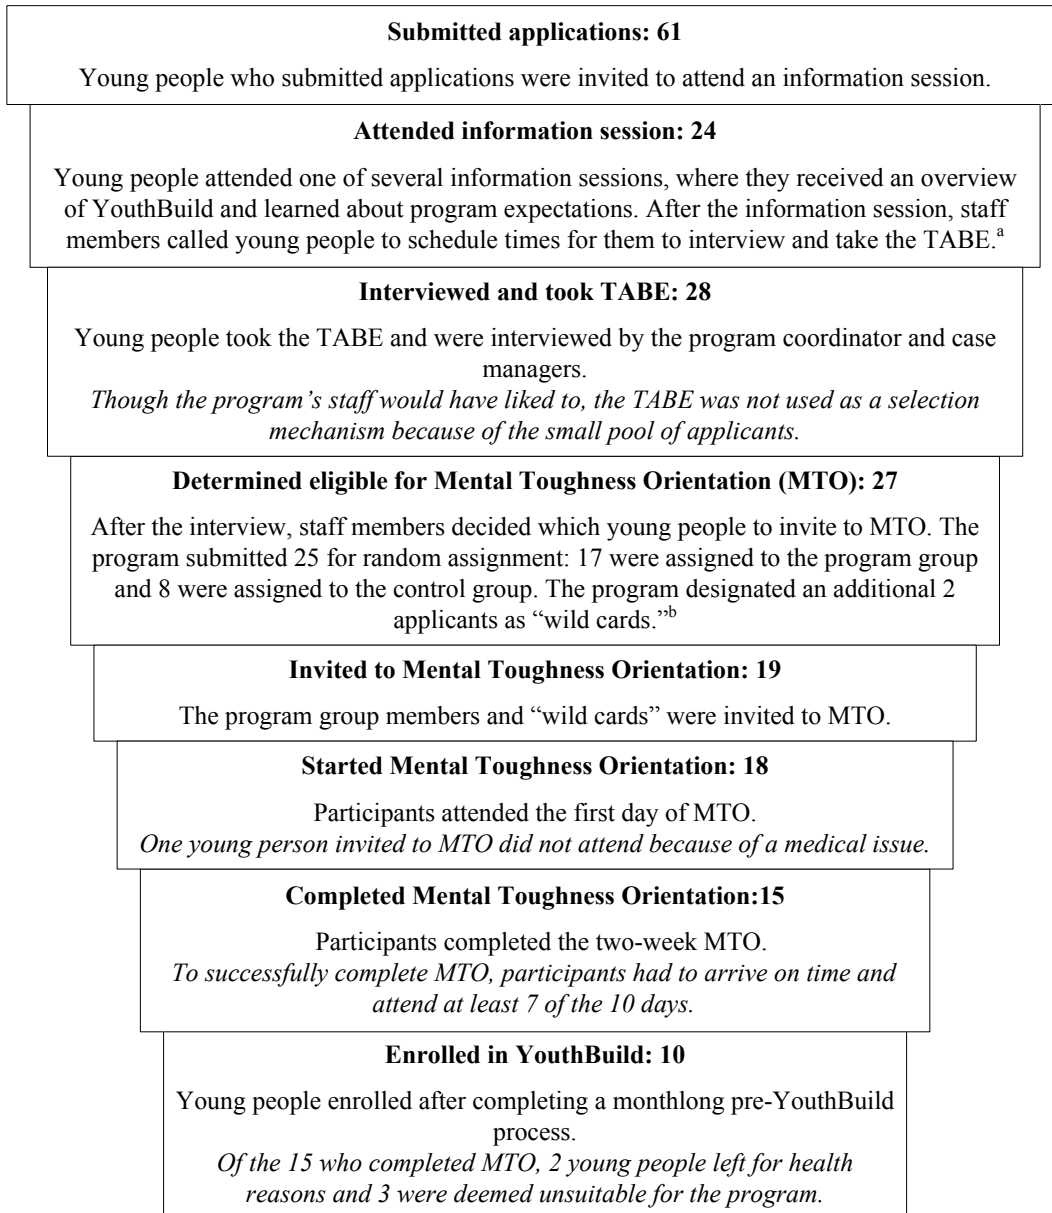 Submitted applications: 61
Young people who submitted applications were invited to attend an information session.
Attended information session: 24
Young people attended one of several information sessions, where they received an overview
of YouthBuild and learned about program expectations. After the information session, staff
members called young people to schedule times for them to interview and take the TABE.a
Interviewed and took TABE: 28
Young people took the TABE and were interviewed by the program coordinator and case
managers.
Though the program’s staff would have liked to, the TABE was not used as a selection
mechanism because of the small pool of applicants.
Determined eligible for Mental Toughness Orientation (MTO): 27
After the interview, staff members decided which young people to invite to MTO. The
program submitted 25 for random assignment: 17 were assigned to the program group
and 8 were assigned to the control group. The program designated an additional 2
applicants as “wild cards.”b
Invited to Mental Toughness Orientation: 19
The program group members and “wild cards” were invited to MTO.
Started Mental Toughness Orientation: 18
Participants attended the first day of MTO.
One young person invited to MTO did not attend because of a medical issue.
Completed Mental Toughness Orientation:15
Participants completed the two-week MTO.
To successfully complete MTO, participants had to arrive on time and
attend at least 7 of the 10 days.
Enrolled in YouthBuild: 10
Young people enrolled after completing a monthlong pre-YouthBuild
process.
Of the 15 who completed MTO, 2 young people left for health
reasons and 3 were deemed unsuitable for the program.